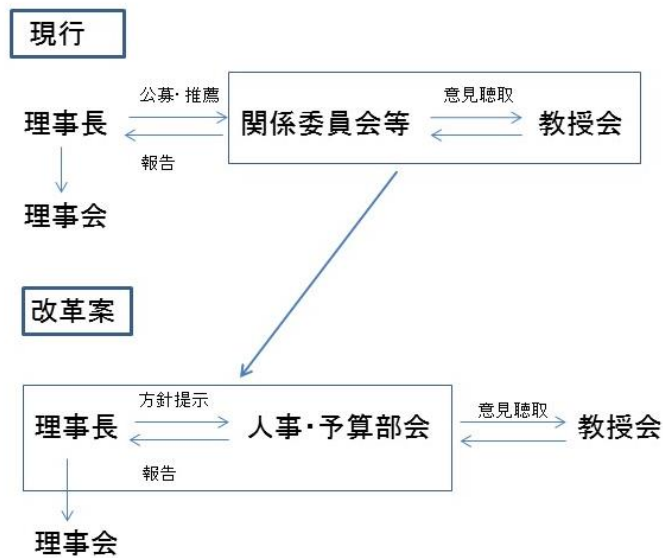 現行
公募・推薦
意見聴取
理事長
関係委員会等
教授会
報告
理事会
改革案
方針提示
意見聴取
理事長
人事・予算部会
教授会
報告
理事会